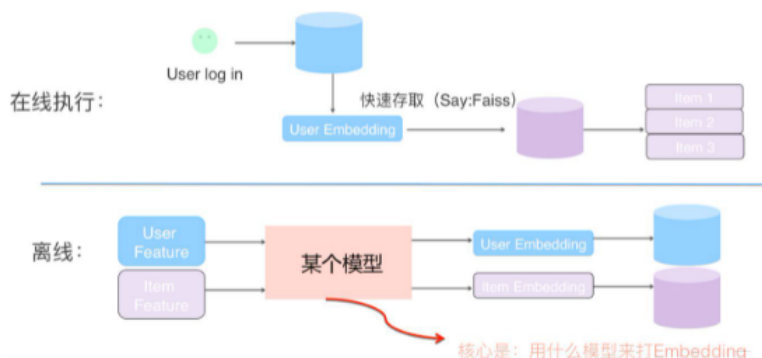 User log in
在线执行：
快速存取（Say:Faiss）
User Embedding
Item 1
Item 2
Item 3
离线：
User
Feature
Item
Feature
某个模型
User Embedding
Item Embedding
核心是：用什么模型来打Embedding